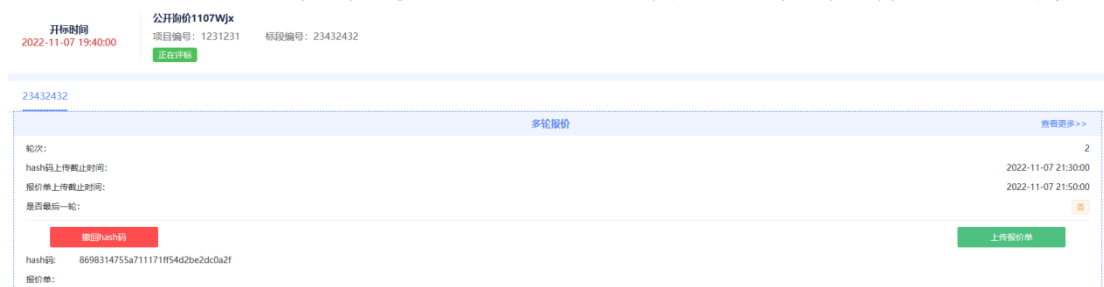 开标时间
2022-11-07 19:40:00
公开询价1107Wjx
项目编号：1231231 标段编号：23432432
正在评标
23432432
多轮报价 查看更多>>
轮次： 2
hash码上传截止时间： 2022-11-07 21:30:00
报价单上传截止时间： 2022-11-07 21:50:00
是否最后一轮： 否
撤回hash码 上传报价单
hash码： 8698314755a711171ff54d2be2dc0a2f
报价单：